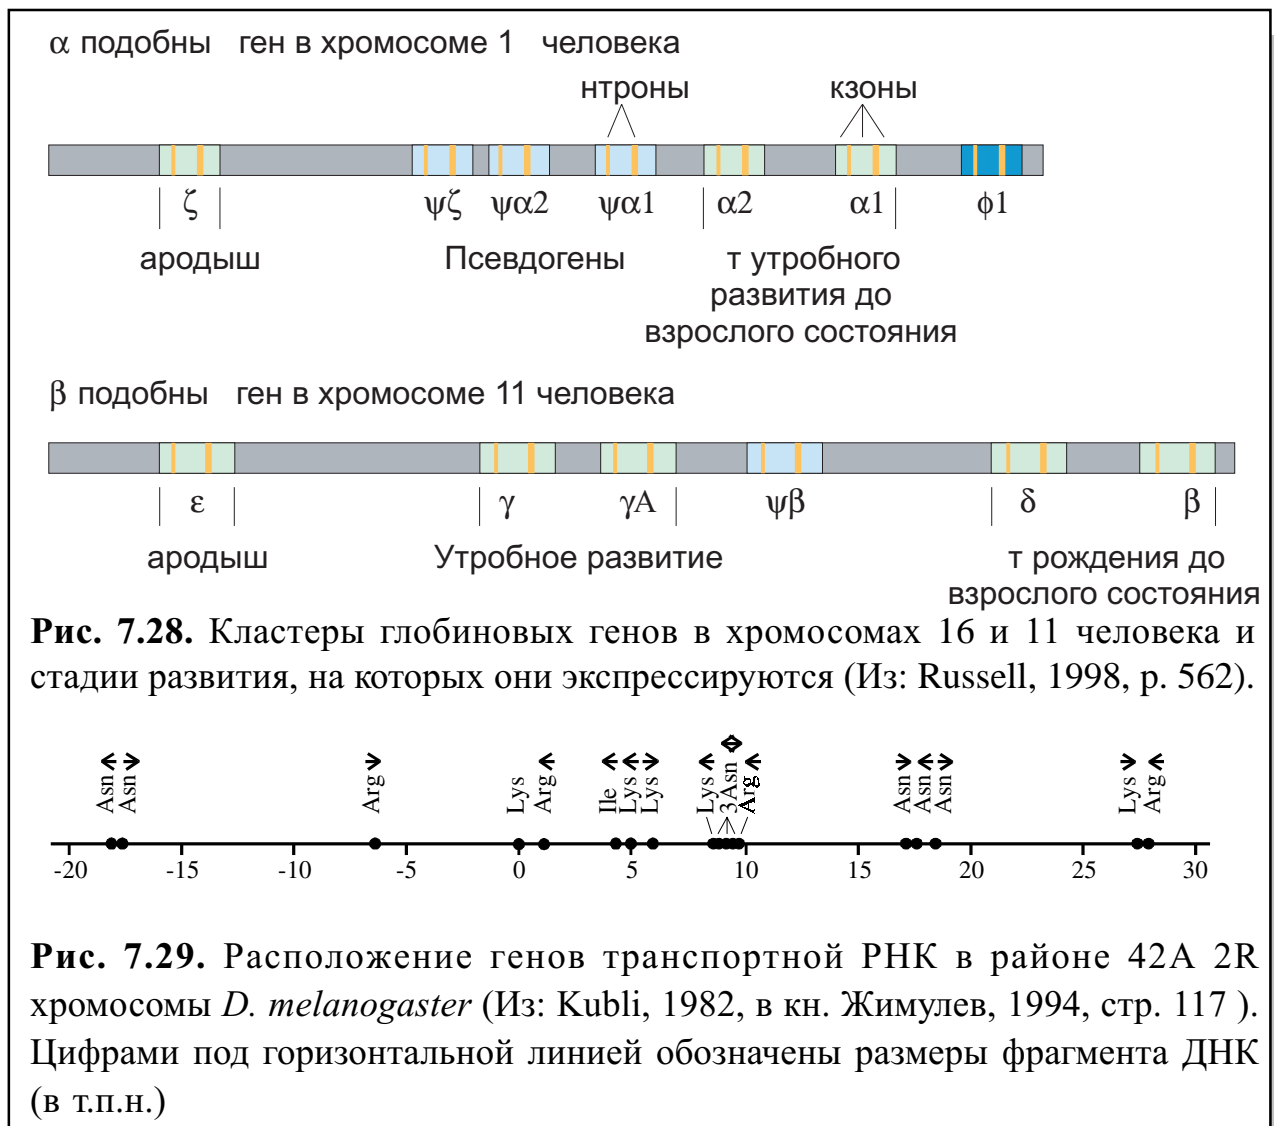 α подобны ген в хромосоме 1 человека
нтроны кзоны
ζ ψζ ψα2 ψα1 α2 α1 ϕ1
ародыш Псевдогены т утробного
развития до
взрослого состояния
β подобны ген в хромосоме 11 человека
ε γ γA ψβ δ β
ародыш Утробное развитие т рождения до
взрослого состояния
Рис. 7.28. Кластеры глобиновых генов в хромосомах 16 и 11 человека и
стадии развития, на которых они экспрессируются (Из: Russell, 1998, p. 562).
Asn Asn Arg Lys Arg Ile Lys Lys Lys 3Asn Arg Asn Asn Asn Lys Arg
-20 -15 -10 -5 0 5 10 15 20 25 30
Рис. 7.29. Расположение генов транспортной РНК в районе 42А 2R
хромосомы D. melanogaster (Из: Kubli, 1982, в кн. Жимулев, 1994, стр. 117 ).
Цифрами под горизонтальной линией обозначены размеры фрагмента ДНК
(в т.п.н.)